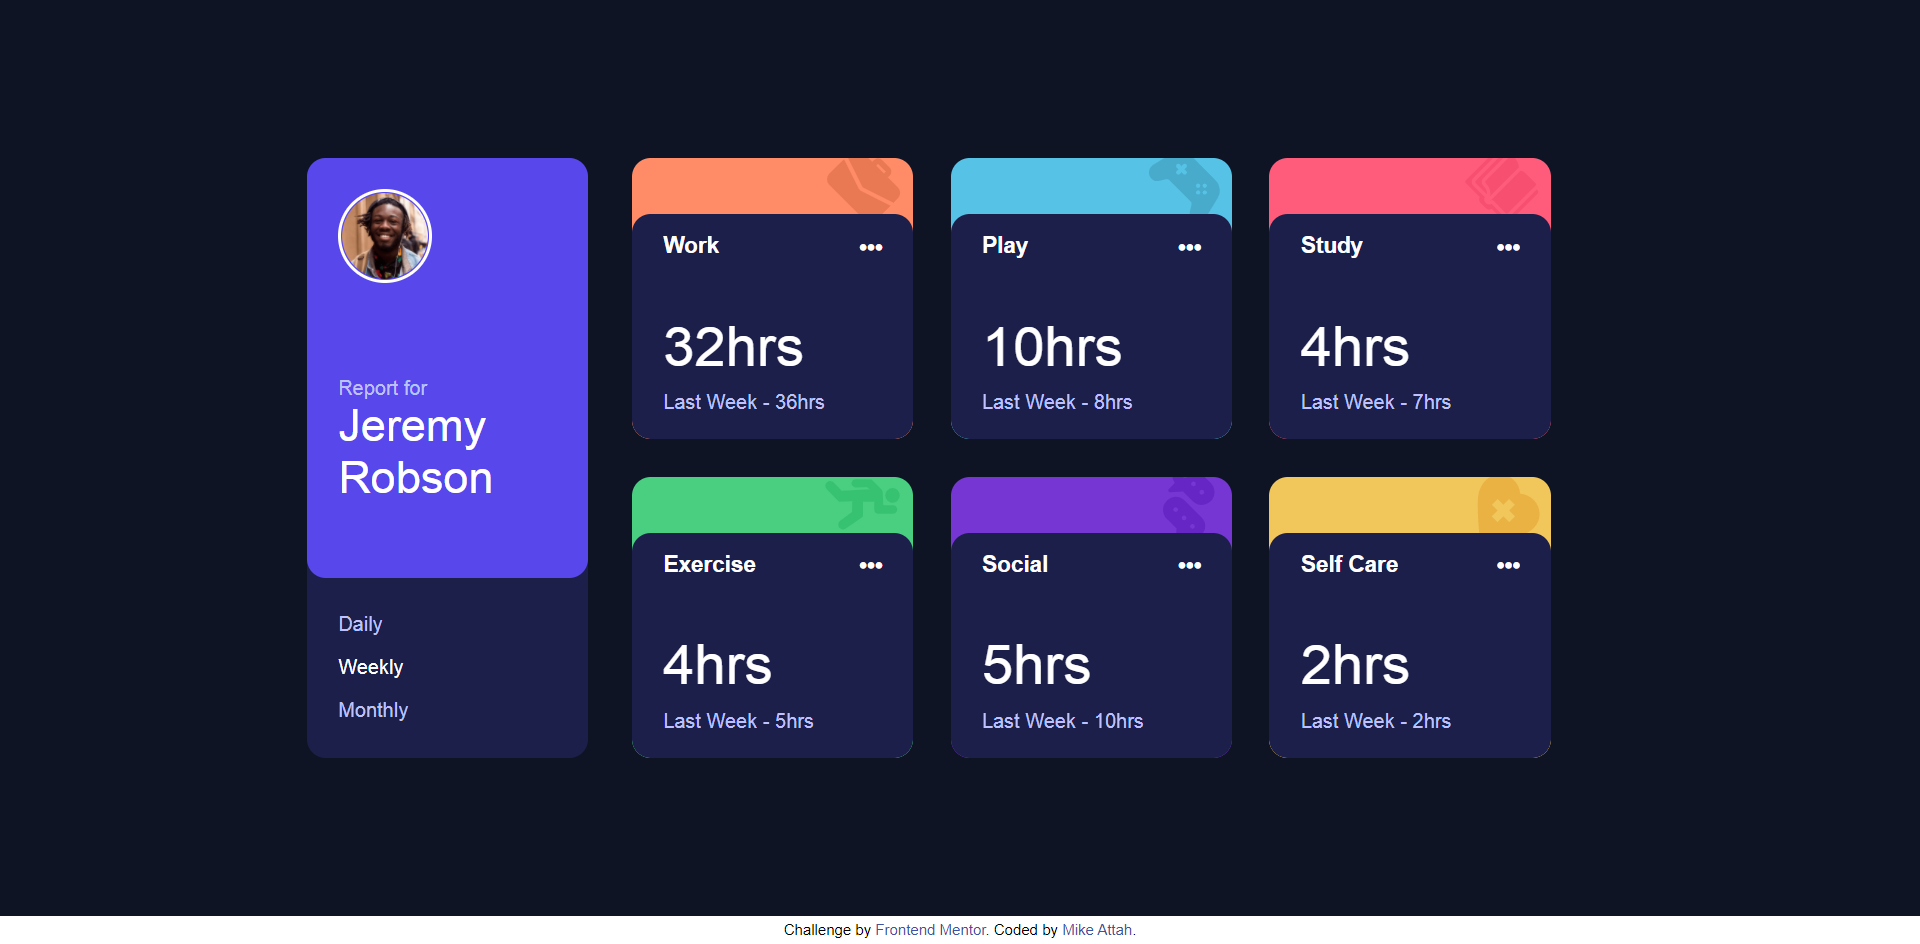 Report for
Jeremy
Robson
Daily
Weekly
Monthly
Work
32hrs
Last Week - 36hrs
Play
10hrs
Last Week - 8hrs
Study
4hrs
Last Week - 7hrs
Exercise
4hrs
Last Week - 5hrs
Social
5hrs
Last Week - 10hrs
Self Care
2hrs
Last Week - 2hrs
Challenge by Frontend Mentor. Coded by Mike Attah.